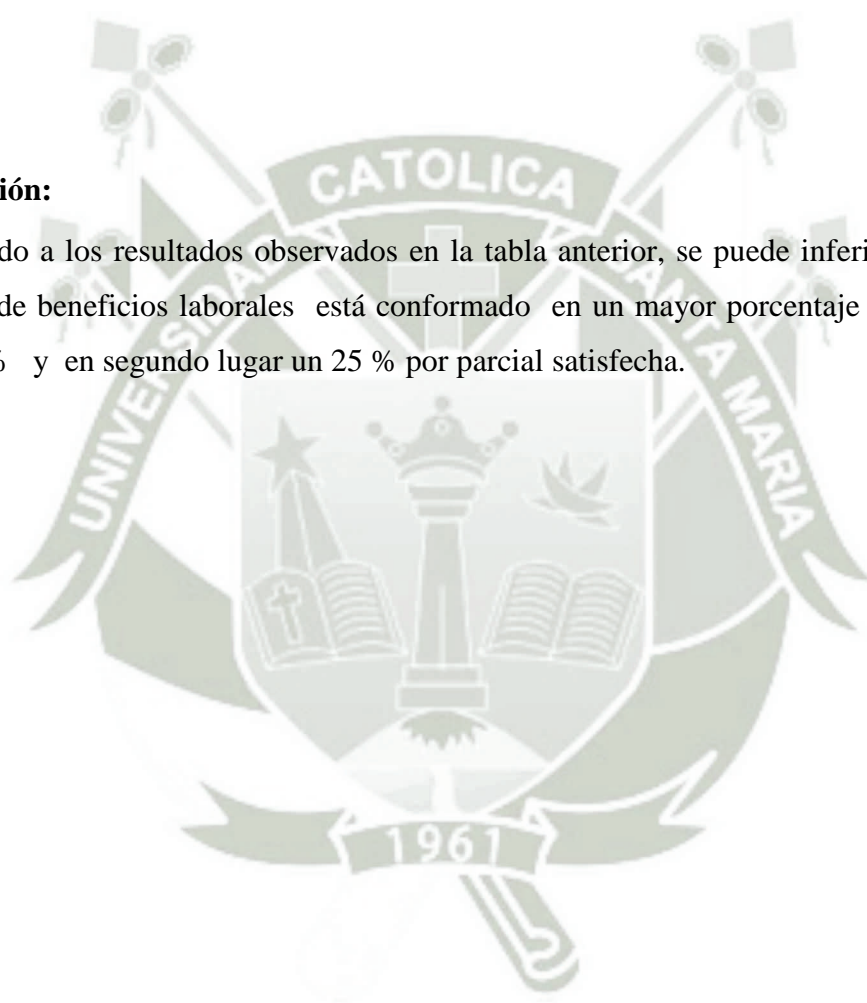 CATOLICA
ión:
do a los resultados observados en la tabla anterior, se puede inferi
de beneficios laborales está conformado en un mayor porcentaje
% y en segundo lugar un 25 % por parcial satisfecha.
UNIVERSIDAD
SANTA MARIA
1961